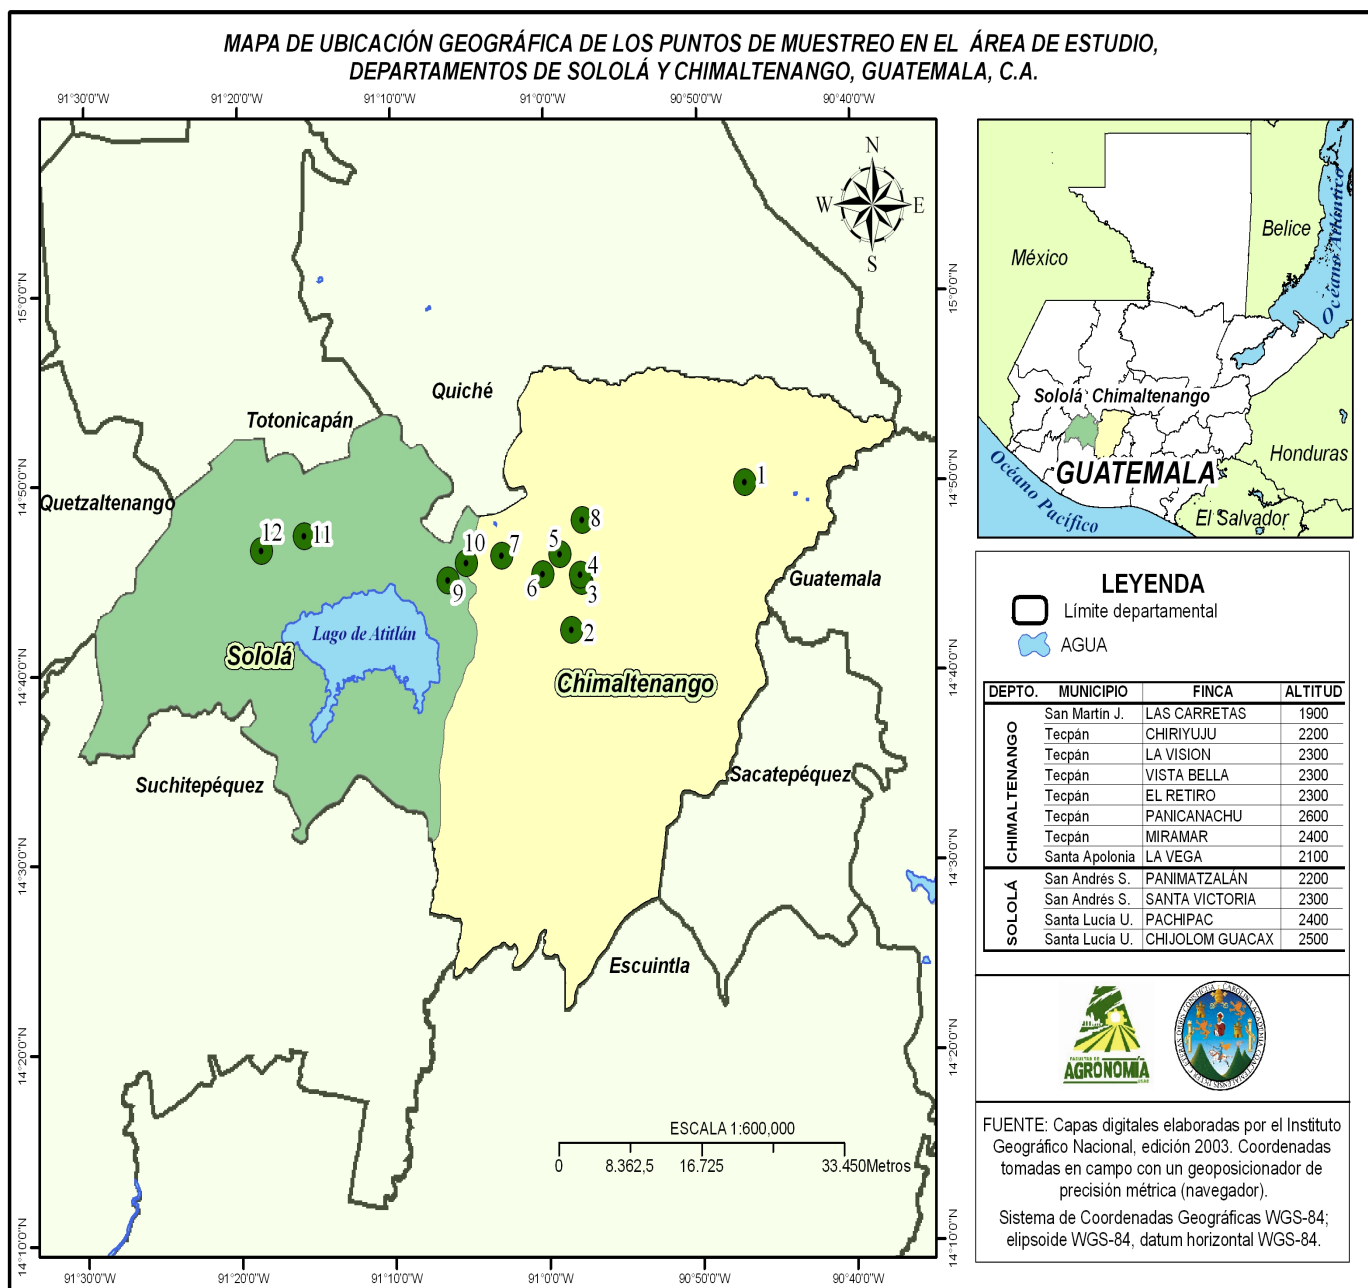 MAPA DE UBICACIÓN GEOGRÁFICA DE LOS PUNTOS DE MUESTREO EN EL ÁREA DE ESTUDIO,
DEPARTAMENTOS DE SOLOLÁ Y CHIMALTENANGO, GUATEMALA, C.A.
91°30'0"W 91°20'0"W 91°10'0"W 91°0'0"W 90°50'0"W 90°40'0"W
N
W E
S
15°0'0"N 15°0'0"N
14°50'0"N 14°50'0"N
14°40'0"N 14°40'0"N
14°30'0"N 14°30'0"N
14°20'0"N 14°20'0"N
14°10'0"N 14°10'0"N
Quiché
Totonicapán
Quetzaltenango
1
8
12 11
10 7 5 4
9 6 3
2
Guatemala
Lago de Atitlán
Sololá
Chimaltenango
Suchitepéquez
Sacatepéquez
Escuintla
ESCALA 1:600,000
0 8.362,5 16.725 33.450Metros
91°30'0"W 91°20'0"W 91°10'0"W 91°0'0"W 90°50'0"W 90°40'0"W
Belice
México
Océano Atlántico
Sololá Chimaltenango
GUATEMALA
Honduras
Océano Pacífico
El Salvador
LEYENDA
Límite departamental
AGUA
DEPTO. MUNICIPIO FINCA ALTITUD
CHIMALTENANGO
San Martín J. LAS CARRETAS 1900
Tecpán CHIRIYUJU 2200
Tecpán LA VISION 2300
Tecpán VISTA BELLA 2300
Tecpán EL RETIRO 2300
Tecpán PANICANACHU 2600
Tecpán MIRAMAR 2400
Santa Apolonia LA VEGA 2100
SOLOLÁ
San Andrés S. PANIMATZALÁN 2200
San Andrés S. SANTA VICTORIA 2300
Santa Lucía U. PACHIPAC 2400
Santa Lucía U. CHIJOLOM GUACAX 2500
FACULTAD DE
AGRONOMÍA
FUENTE: Capas digitales elaboradas por el Instituto
Geográfico Nacional, edición 2003. Coordenadas
tomadas en campo con un geoposicionador de
precisión métrica (navegador).
Sistema de Coordenadas Geográficas WGS-84;
elipsoide WGS-84, datum horizontal WGS-84.